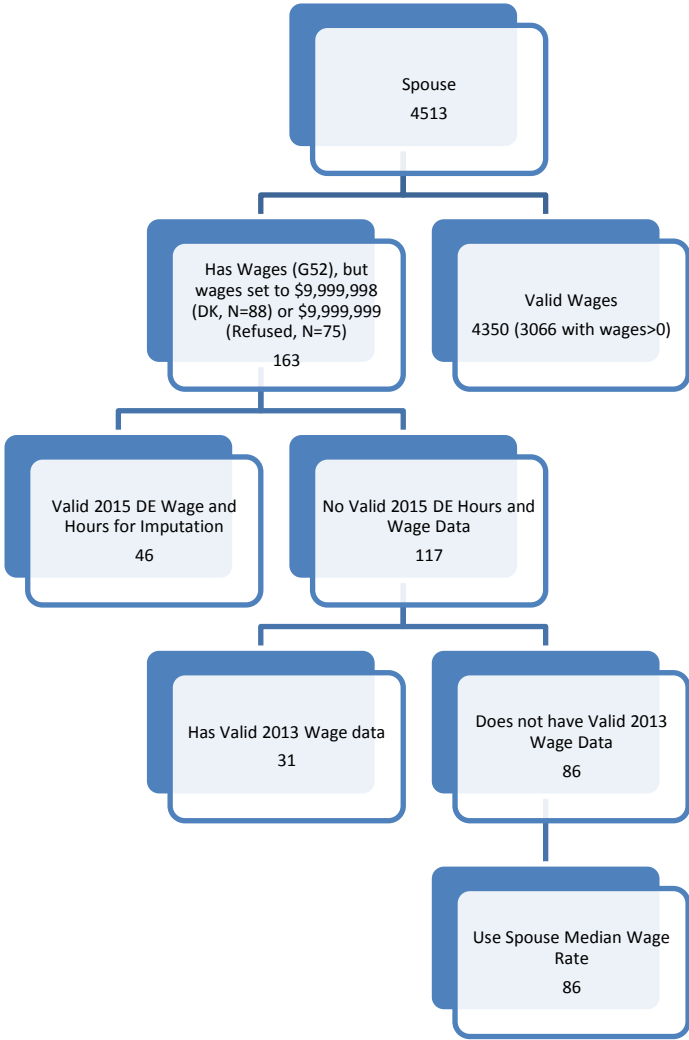 Spouse
4513
Has Wages (G52), but
wages set to $9,999,998
(DK, N=88) or $9,999,999
(Refused, N=75)
163
Valid Wages
4350 (3066 with wages>0)
Valid 2015 DE Wage and
Hours for Imputation
46
No Valid 2015 DE Hours and
Wage Data
117
Has Valid 2013 Wage data
31
Does not have Valid 2013
Wage Data
86
Use Spouse Median Wage
Rate
86